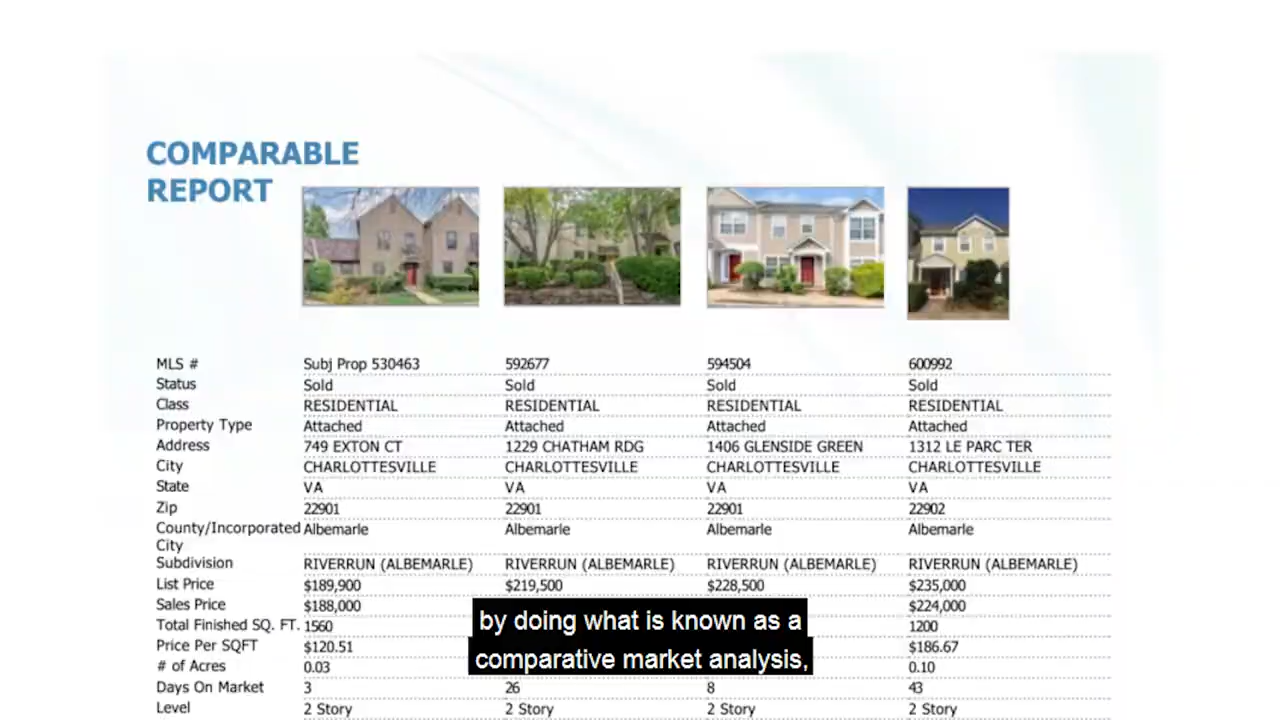 COMPARABLE
REPORT
MLS # Subj Prop 530463 592677 594504 600992
Status Sold Sold Sold Sold
Class RESIDENTIAL RESIDENTIAL RESIDENTIAL RESIDENTIAL
Property Type Attached Attached Attached Attached
Address 749 EXTON CT 1229 CHATHAM RDG 1406 GLENSIDE GREEN 1312 LE PARC TER
City CHARLOTTESVILLE CHARLOTTESVILLE CHARLOTTESVILLE CHARLOTTESVILLE
State VA VA VA VA
Zip 22901 22901 22901 22902
County/Incorporated Albemarle Albemarle Albemarle Albemarle
City
Subdivision RIVERRUN (ALBEMARLE) RIVERRUN (ALBEMARLE) RIVERRUN (ALBEMARLE) RIVERRUN (ALBEMARLE)
List Price $189,900 $219,500 $228,500 $235,000
Sales Price $188,000 $224,000
Total Finished SQ. FT. 1560 1200
Price Per SQFT $120.51 $186.67
# of Acres 0.03 0.10
Days On Market 3 26 8 43
Level 2 Story 2 Story 2 Story 2 Story
by doing what is known as a
comparative market analysis,